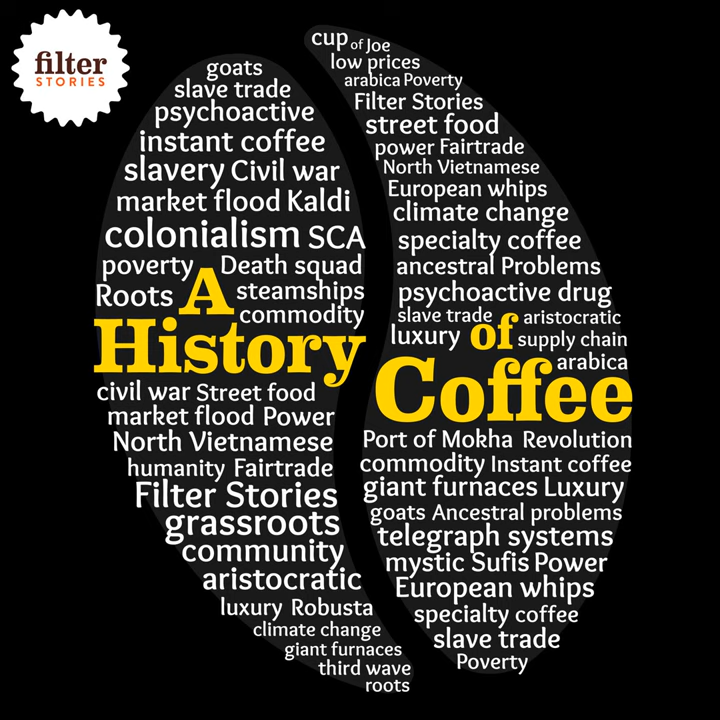 filter
STORIES
goats
slave trade
psychoactive
instant coffee
slavery Civil war
market flood Kaldi
colonialism SCA
poverty Death squad
Roots A steamships
commodity
History
civil war Street food
market flood Power
North Vietnamese
humanity Fairtrade
Filter Stories
grassroots
community
aristocratic
luxury Robusta
climate change
giant furnaces
third wave
roots
cup of Joe
low prices
arabica Poverty
Filter Stories
street food
power Fairtrade
North Vietnamese
European whips
climate change
specialty coffee
ancestral Problems
psychoactive drug
slave trade aristocratic
luxury of supply chain
arabica
Coffee
Port of Mokha Revolution
commodity Instant coffee
giant furnaces Luxury
goats Ancestral problems
telegraph systems
mystic Sufis Power
European whips
specialty coffee
slave trade
Poverty